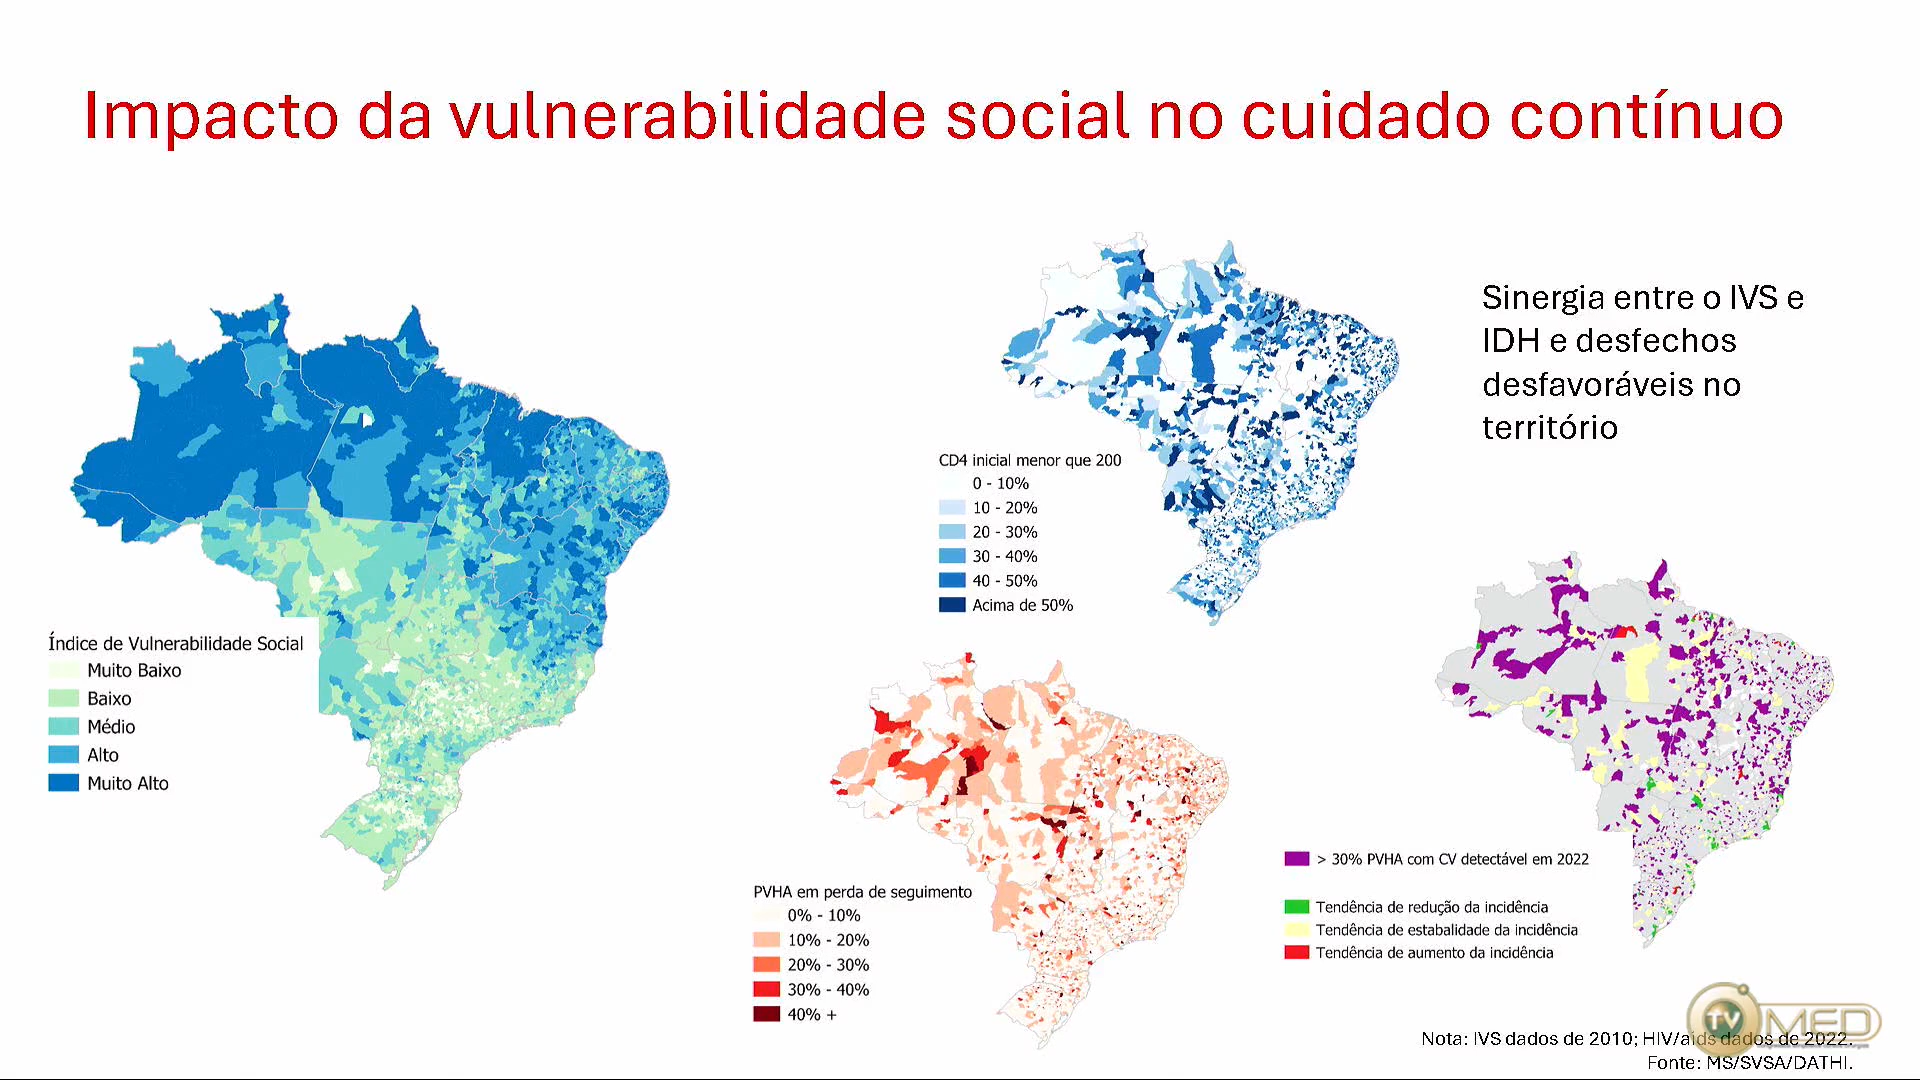 Impacto da vulnerabilidade social no cuidado contínuo
Sinergia entre o IVS e
IDH e desfechos
desfavoráveis no
território
Índice de Vulnerabilidade Social
Muito Baixo
Baixo
Médio
Alto
Muito Alto
CD4 inicial menor que 200
0 - 10%
10 - 20%
20 - 30%
30 - 40%
40 - 50%
Acima de 50%
PVHA em perda de seguimento
0% - 10%
10% - 20%
20% - 30%
30% - 40%
40% +
> 30% PVHA com CV detectável em 2022
Tendência de redução da incidência
Tendência de estabalidade da incidência
Tendência de aumento da incidência
TV MED
Nota: IVS dados de 2010; HIV/aids dados de 2022.
Fonte: MS/SVSA/DATHI.